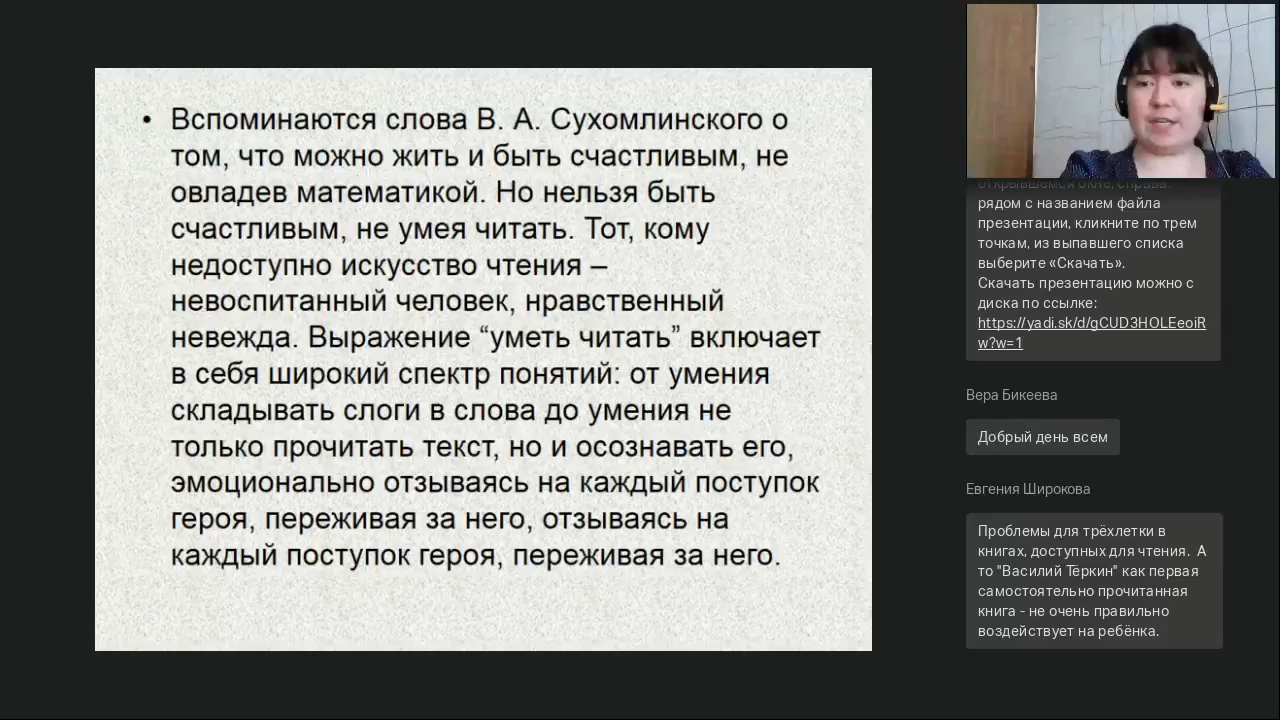 • Вспоминаются слова В. А. Сухомлинского о
том, что можно жить и быть счастливым, не
овладев математикой. Но нельзя быть
счастливым, не умея читать. Тот, кому
недоступно искусство чтения –
невоспитанный человек, нравственный
невежда. Выражение “уметь читать” включает
в себя широкий спектр понятий: от умения
складывать слоги в слова до умения не
только прочитать текст, но и осознавать его,
эмоционально отзываясь на каждый поступок
героя, переживая за него, отзываясь на
каждый поступок героя, переживая за него.
открывшемся окне, справа
рядом с названием файла
презентации, кликните по трем
точкам, из выпавшего списка
выберите «Скачать».
Скачать презентацию можно с
диска по ссылке:
https://yadi.sk/d/gCUD3HOLEeoiR
w?w=1
Вера Бикеева
Добрый день всем
Евгения Широкова
Проблемы для трёхлетки в
книгах, доступных для чтения. А
то "Василий Тёркин" как первая
самостоятельно прочитанная
книга - не очень правильно
воздействует на ребёнка.